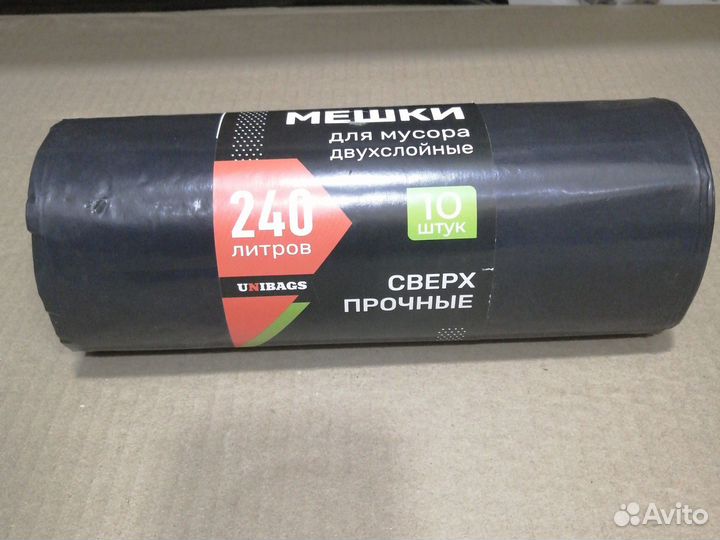 МЕШКИ
для мусора
двухслойные
240
литров
10
штук
UNIBAGS
СВЕРХ
ПРОЧНЫЕ
Avito